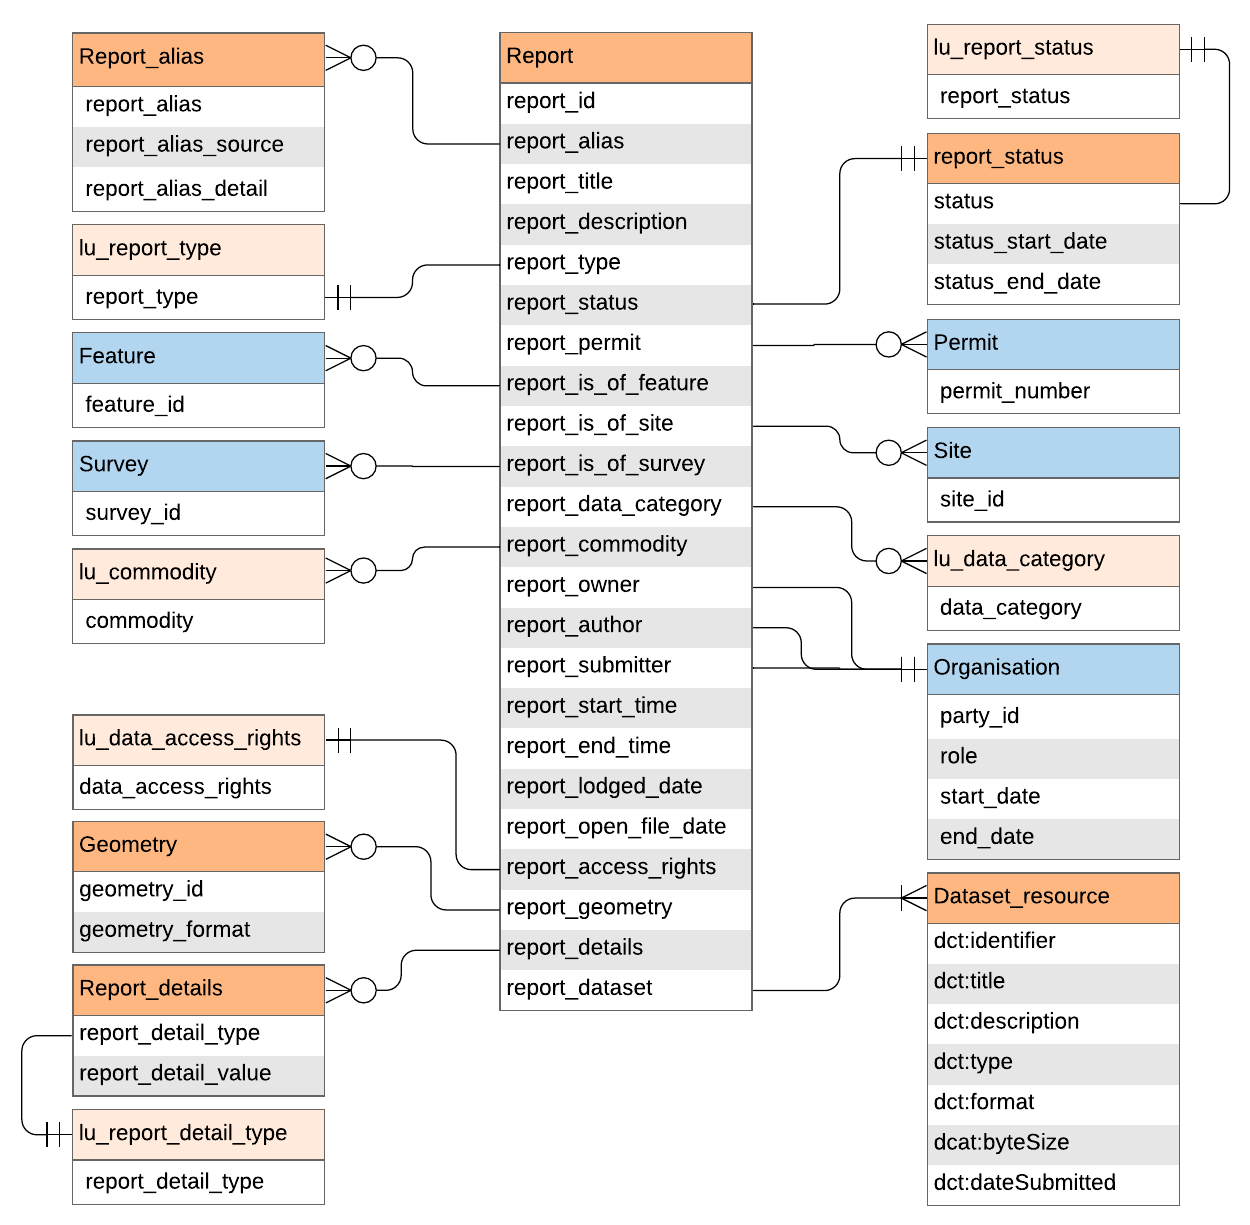 Report_alias
report_alias
report_alias_source
report_alias_detail
lu_report_type
report_type
Feature
feature_id
Survey
survey_id
lu_commodity
commodity
lu_data_access_rights
data_access_rights
Geometry
geometry_id
geometry_format
Report_details
report_detail_type
report_detail_value
lu_report_detail_type
report_detail_type
Report
report_id
report_alias
report_title
report_description
report_type
report_status
report_permit
report_is_of_feature
report_is_of_site
report_is_of_survey
report_data_category
report_commodity
report_owner
report_author
report_submitter
report_start_time
report_end_time
report_lodged_date
report_open_file_date
report_access_rights
report_geometry
report_details
report_dataset
lu_report_status
report_status
report_status
status
status_start_date
status_end_date
Permit
permit_number
Site
site_id
lu_data_category
data_category
Organisation
party_id
role
start_date
end_date
Dataset_resource
dct:identifier
dct:title
dct:description
dct:type
dct:format
dcat:byteSize
dct:dateSubmitted